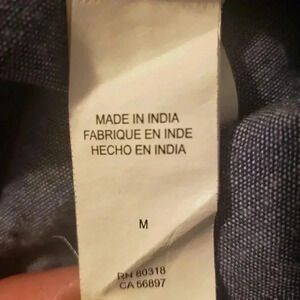 MADE IN INDIA
FABRIQUE EN INDE
HECHO EN INDIA
M
RN 80318
CA 56897